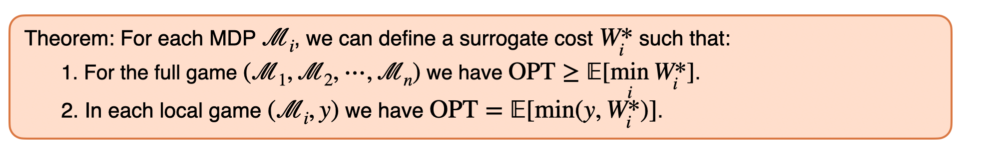 Theorem: For each MDP ℳ_i, we can define a surrogate cost W_i^* such that:
1. For the full game (ℳ_1, ℳ_2, ⋯, ℳ_n) we have OPT ≥ 𝔼[min_i W_i^*].
2. In each local game (ℳ_i, y) we have OPT = 𝔼[min(y, W_i^*)].